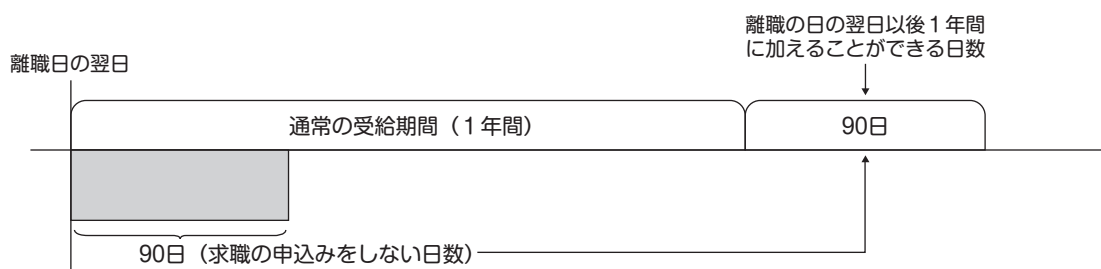 離職の日の翌日以後1年間
に加えることができる日数
離職日の翌日
通常の受給期間（1年間）
90日
90日（求職の申込みをしない日数）